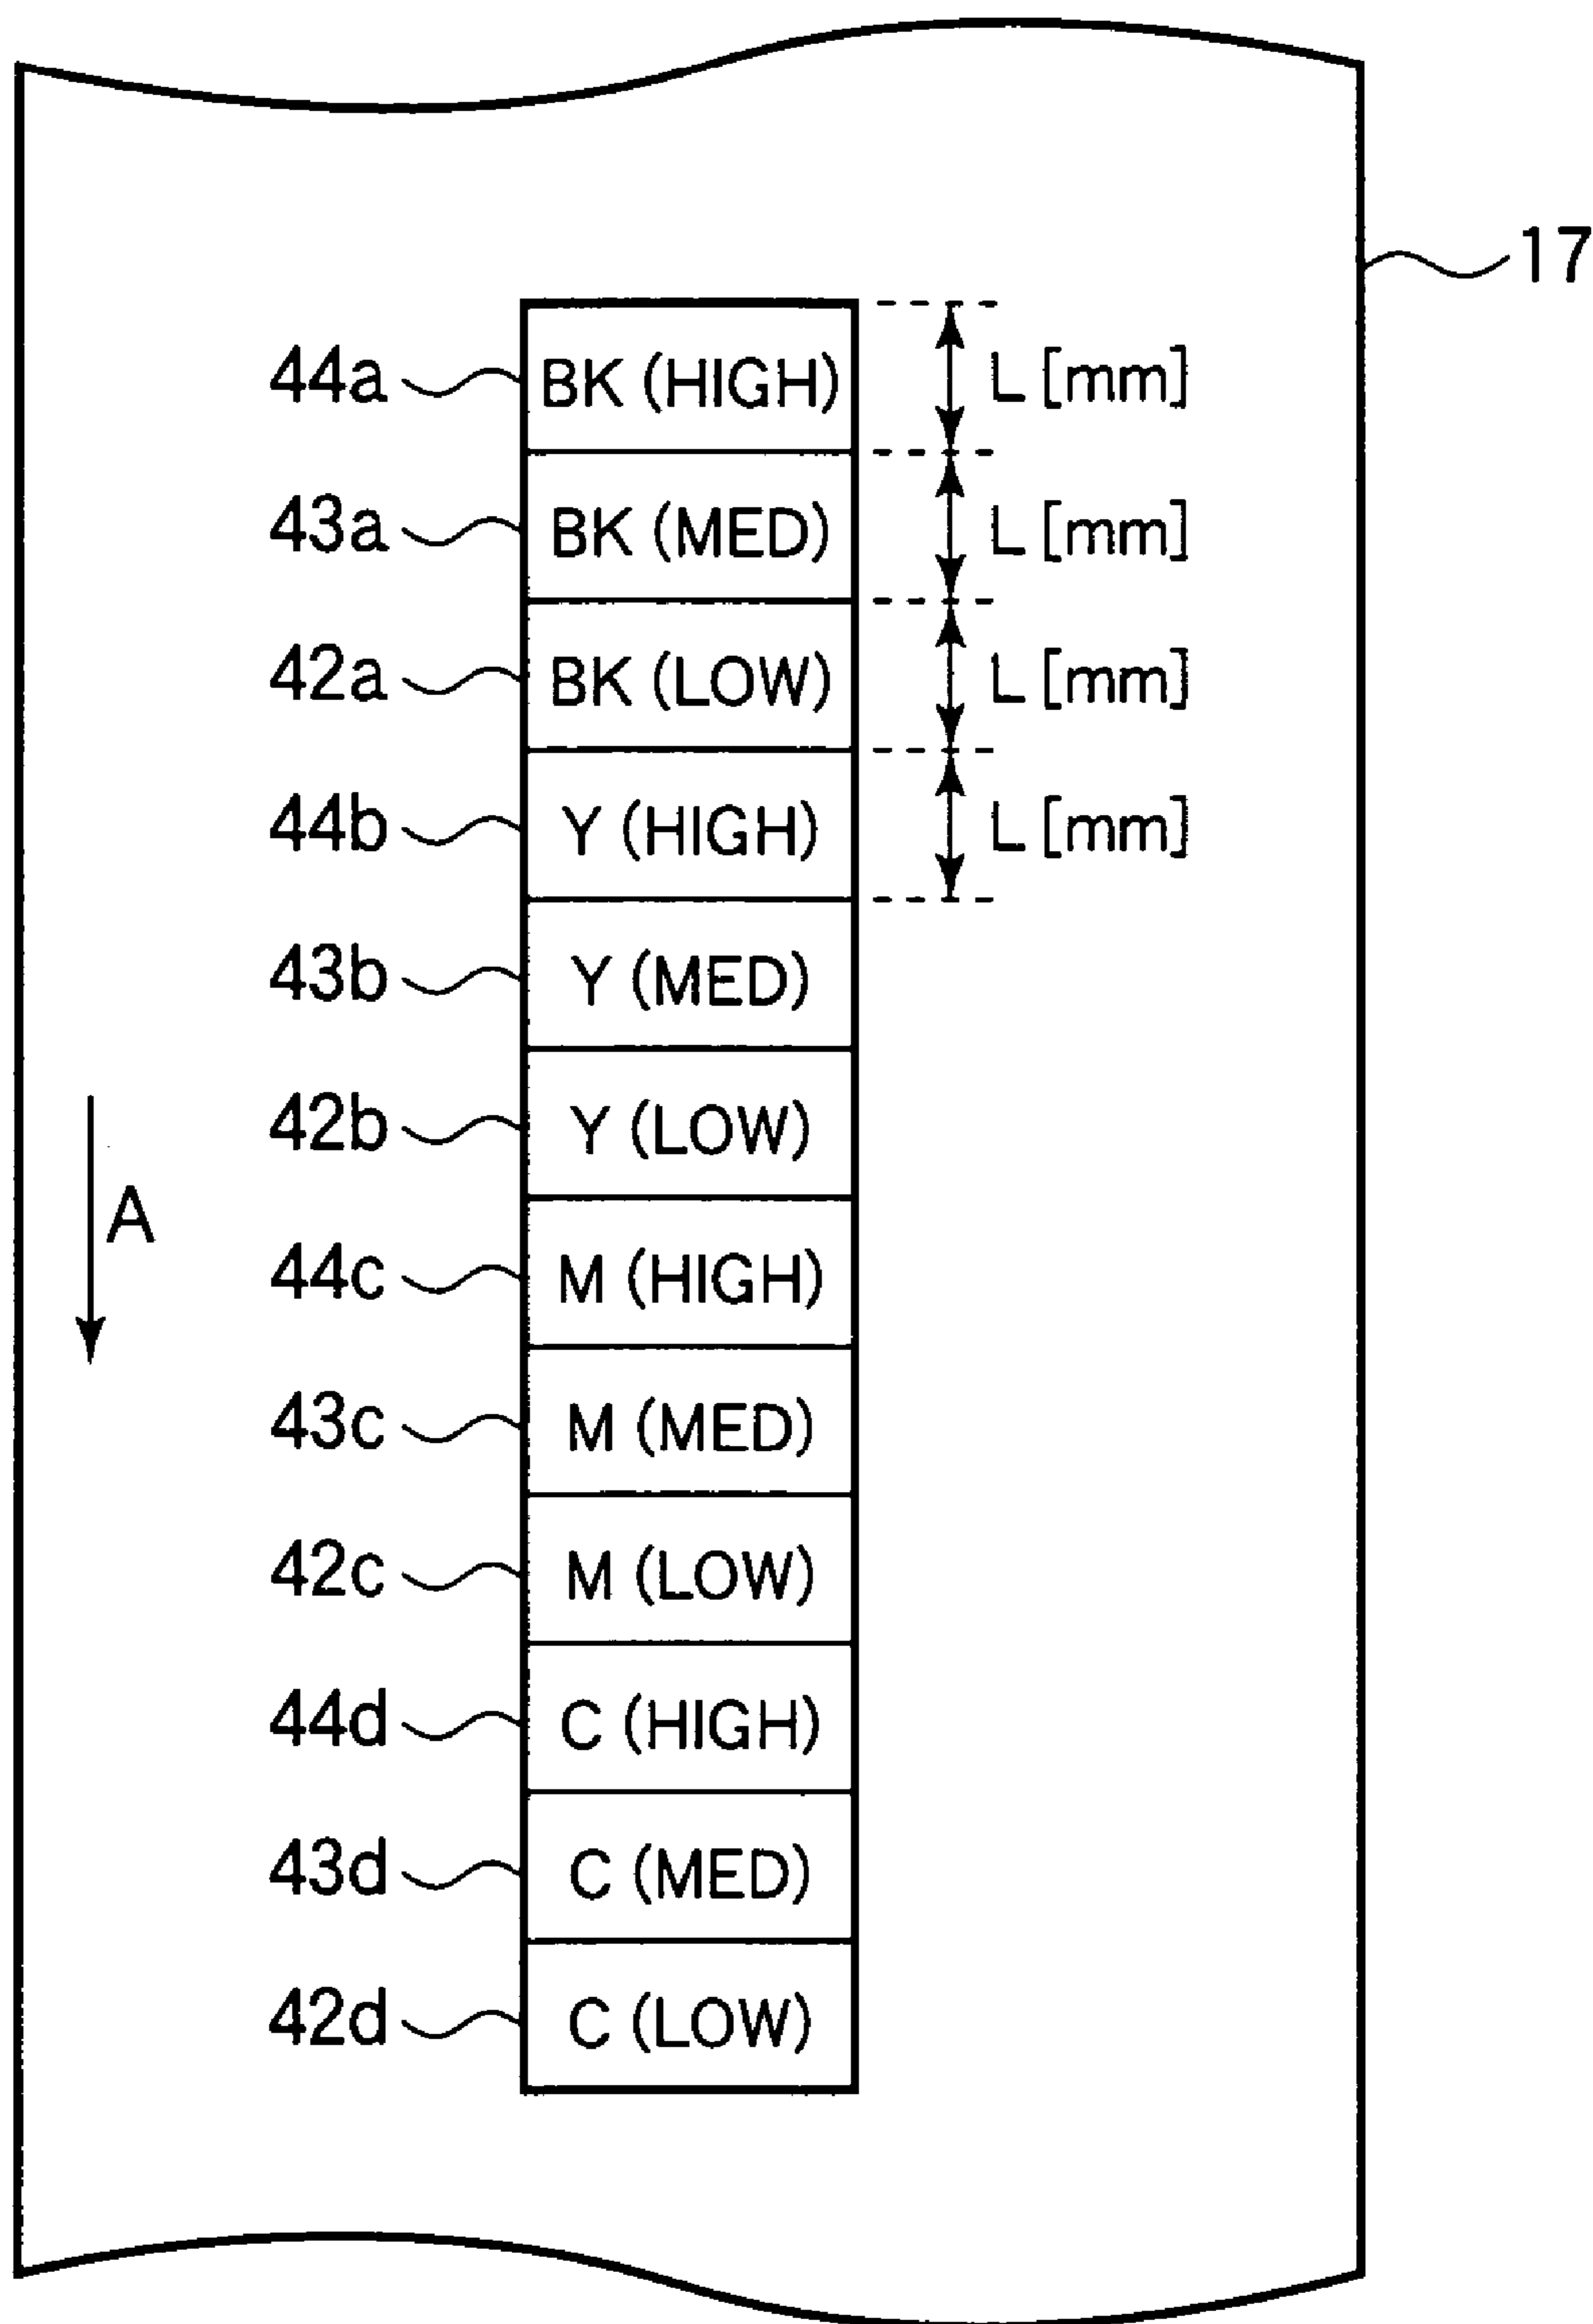 17
44a BK (HIGH) L [mm]
43a BK (MED) L [mm]
42a BK (LOW) L [mm]
44b Y (HIGH) L [mm]
43b Y (MED)
42b Y (LOW)
A
44c M (HIGH)
43c M (MED)
42c M (LOW)
44d C (HIGH)
43d C (MED)
42d C (LOW)